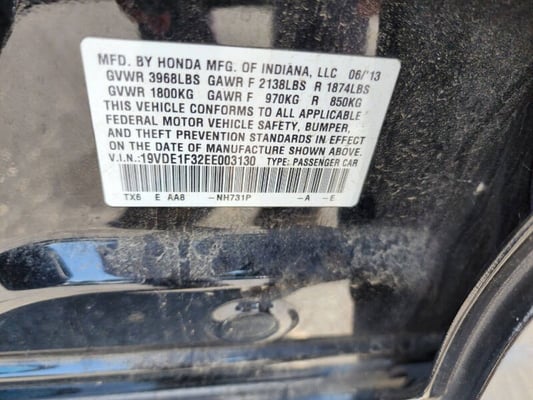 MFD. BY HONDA MFG. OF INDIANA, LLC 06/13
GVWR 3968LBS GAWR F 2138LBS R 1874LBS
GVWR 1800KG GAWR F 970KG R 850KG
THIS VEHICLE CONFORMS TO ALL APPLICABLE
FEDERAL MOTOR VEHICLE SAFETY, BUMPER,
AND THEFT PREVENTION STANDARDS IN EFFECT
ON THE DATE OF MANUFACTURE SHOWN ABOVE.
V.I.N.:19VDE1F32EE003130 TYPE: PASSENGER CAR
TX6 E AA8 -NH731P -A -E